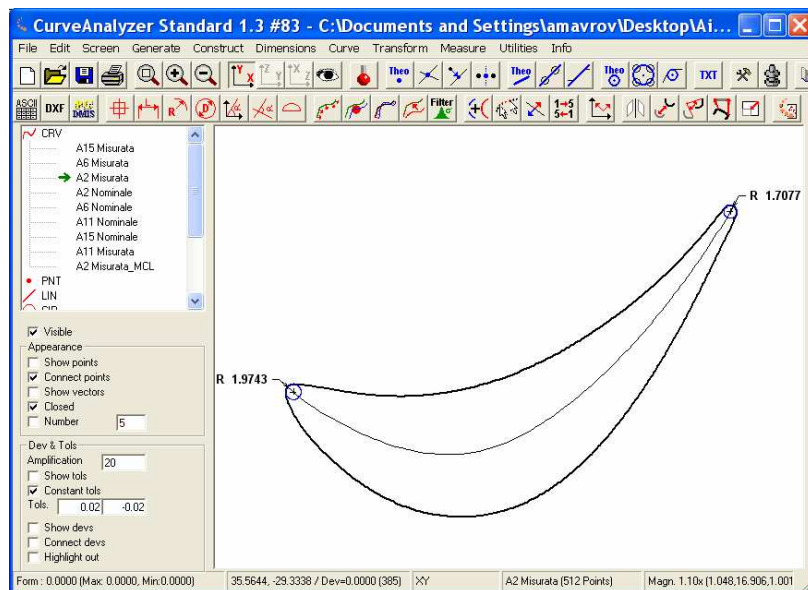 CurveAnalyzer Standard 1.3 #83 - C:\Documents and Settings\amavrov\Desktop\Ai...
File Edit Screen Generate Construct Dimensions Curve Transform Measure Utilities Info
Theo Theo Theo TXT
ASCII DXF DMIS R D Filter 1→5 5←1
CRV
A15 Misurata
A6 Misurata
A2 Misurata
A2 Nominale
A6 Nominale
A11 Nominale
A15 Nominale
A11 Misurata
A2 Misurata_MCL
PNT
LIN
CIR
Visible
Appearance
Show points
Connect points
Show vectors
Closed
Number 5
Dev & Tols
Amplification 20
Show tols
Constant tols
Tols. 0.02 -0.02
Show devs
Connect devs
Highlight out
R 1.7077
R 1.9743
Form : 0.0000 (Max: 0.0000, Min:0.0000) 35.5644, -29.3338 / Dev=0.0000 (385) XY A2 Misurata (512 Points) Magn. 1.10x (1.048,16.906,1.001